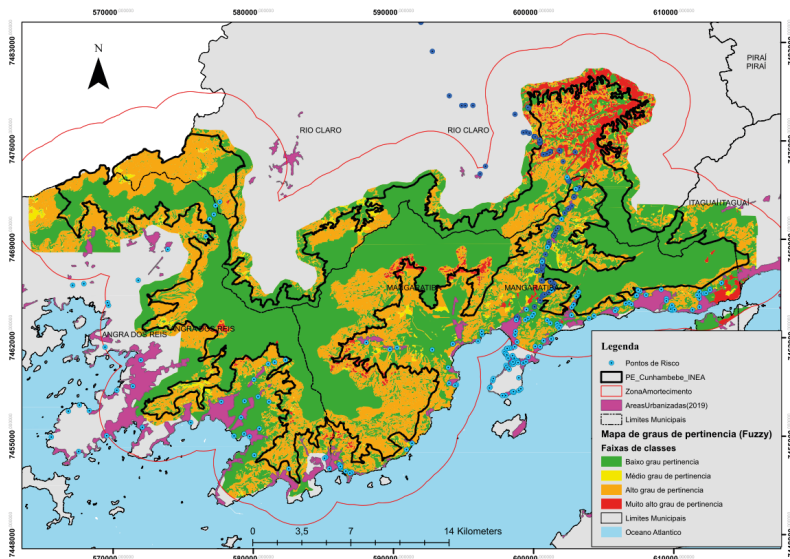 570000 580000 590000 600000 610000
7483000
7476000
7469000
7462000
7455000
7448000
N
PIRAÍ
PIRAÍ
RIO CLARO RIO CLARO
ITAGUAÍ ITAGUAÍ
MANGARATIBA MANGARATIBA
ANGRA DOS REIS ANGRA DOS REIS
Legenda
Pontos de Risco
PE_Cunhambebe_INEA
ZonaAmortecimento
AreasUrbanizadas(2019)
Limites Municipais
Mapa de graus de pertinencia (Fuzzy)
Faixas de classes
Baixo grau pertinencia
Médio grau de pertinencia
Alto grau de pertinencia
Muito alto grau de pertinencia
Limites Municipais
Oceano Atlantico
0 3,5 7 14 Kilometers
570000 580000 590000 600000 610000